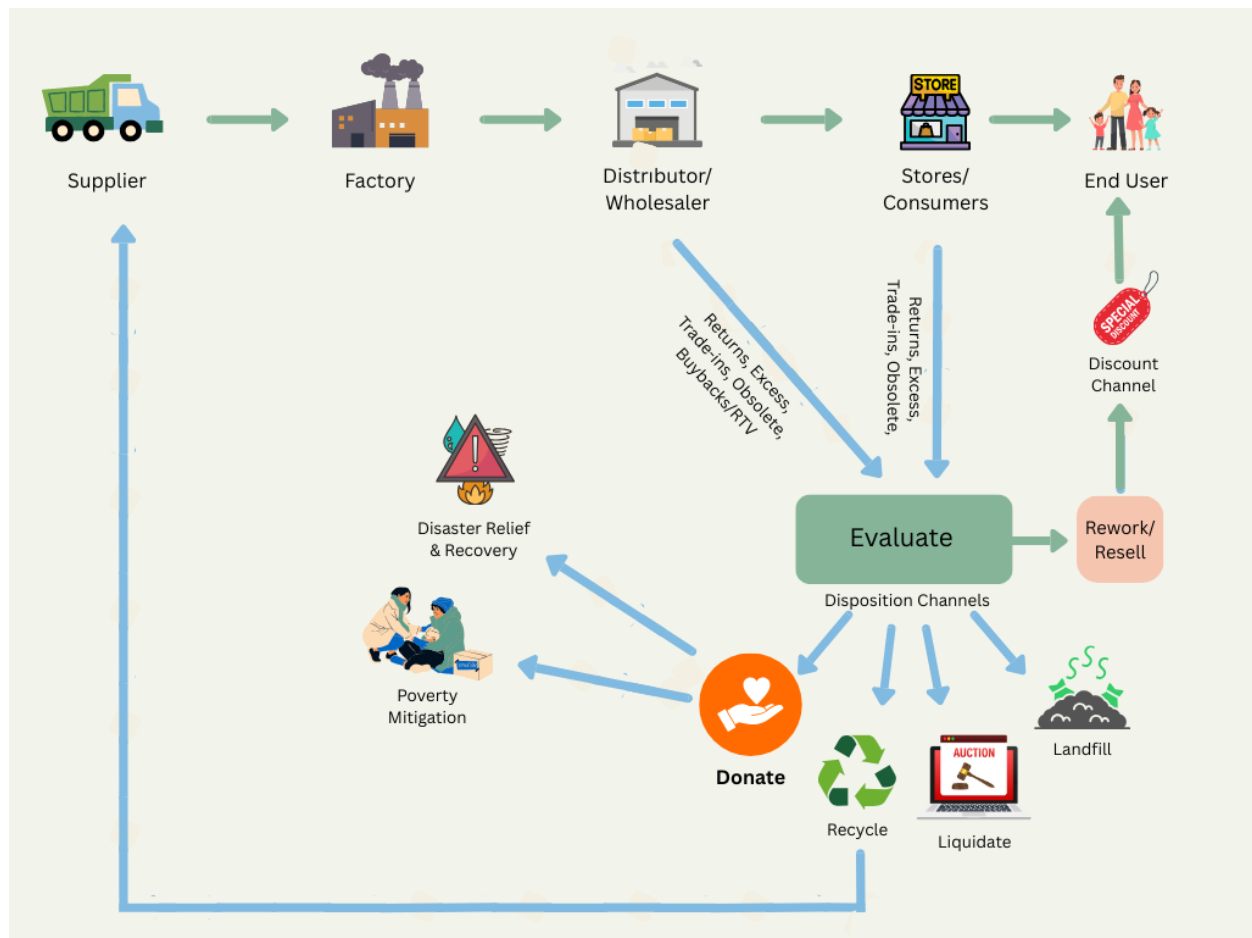 STORE
Supplier
Factory
Distributor/
Wholesaler
Stores/
Consumers
End User
Returns, Excess,
Trade-ins, Obsolete,
Buybacks/RTV
Returns, Excess,
Trade-ins, Obsolete,
SPECIAL
DISCOUNT
Discount
Channel
Disaster Relief
& Recovery
Evaluate
Rework/
Resell
Disposition Channels
Poverty
Mitigation
Donate
Recycle
AUCTION
Liquidate
Landfill